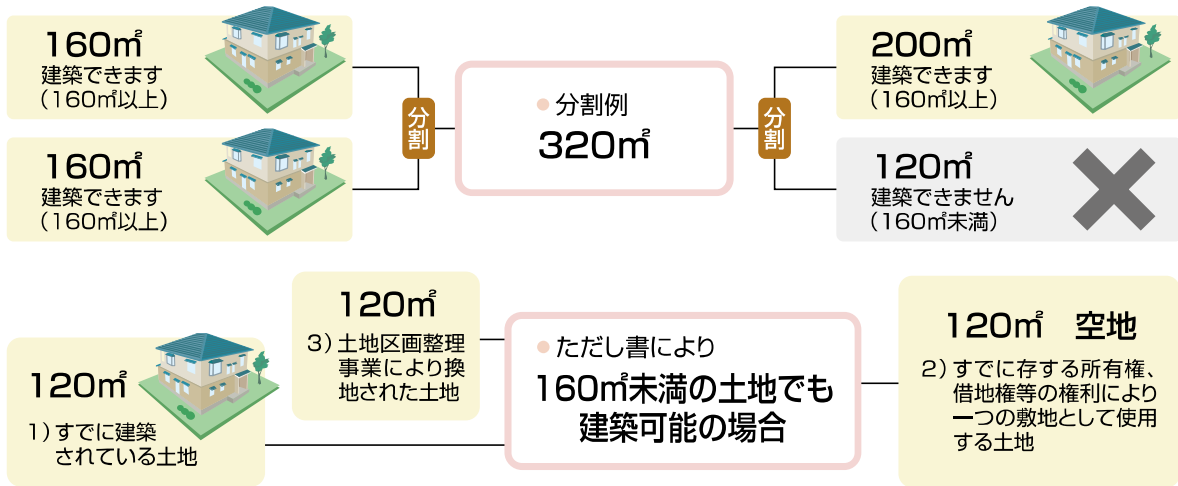 160㎡
建築できます
（160㎡以上）
160㎡
建築できます
（160㎡以上）
分割
●分割例
320㎡
分割
200㎡
建築できます
（160㎡以上）
120㎡
建築できません
（160㎡未満）
120㎡
1）すでに建築
されている土地
120㎡
3）土地区画整理
事業により換
地された土地
●ただし書により
160㎡未満の土地でも
建築可能の場合
120㎡　空地
2）すでに存する所有権、
借地権等の権利により
一つの敷地として使用
する土地